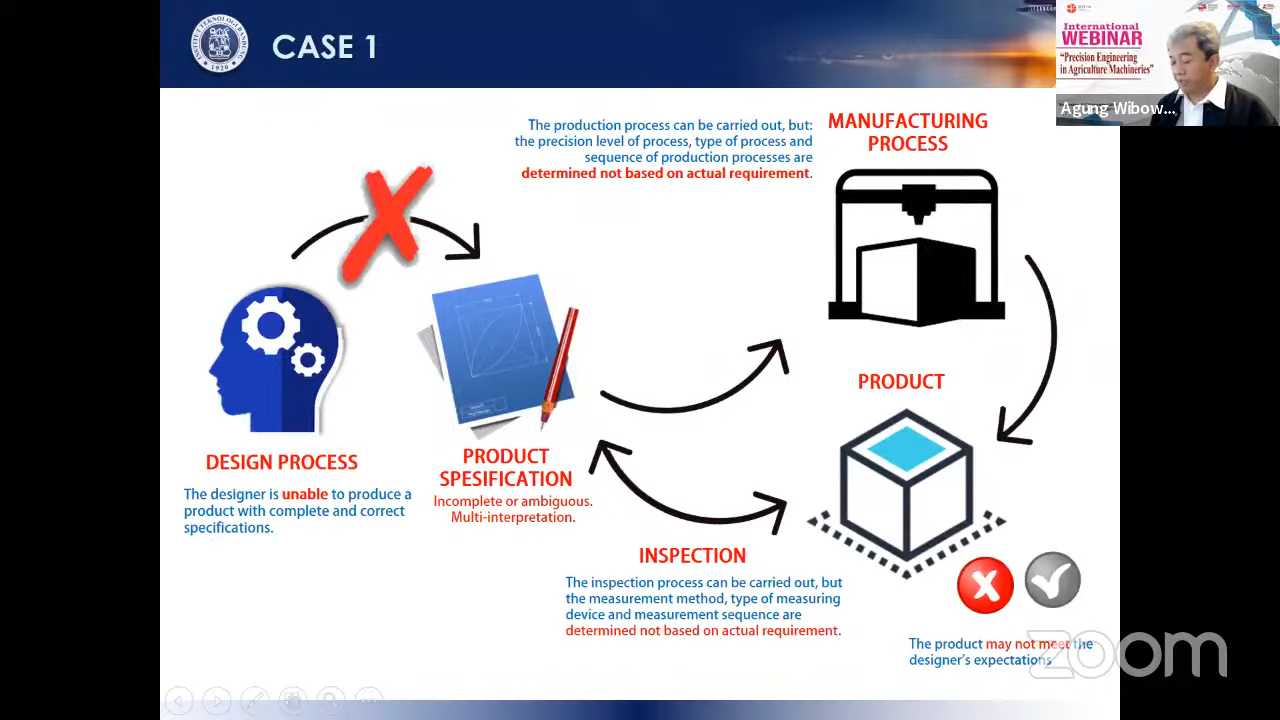 CASE 1
International
WEBINAR
"Precision Engineering
in Agriculture Machineries"
Agung Wibow...
INSTITUT TEKNOLOGI BANDUNG
1920
The production process can be carried out, but:
the precision level of process, type of process and
sequence of production processes are
determined not based on actual requirement.
MANUFACTURING
PROCESS
PRODUCT
DESIGN PROCESS
The designer is unable to produce a
product with complete and correct
specifications.
PRODUCT
SPESIFICATION
Incomplete or ambiguous.
Multi-interpretation.
INSPECTION
The inspection process can be carried out, but
the measurement method, type of measuring
device and measurement sequence are
determined not based on actual requirement.
The product may not meet the
designer's expectations
zoom